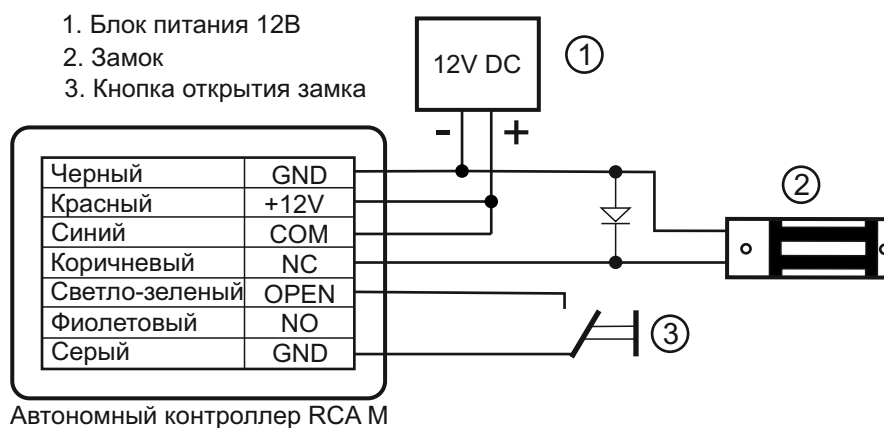 1. Блок питания 12В
2. Замок
3. Кнопка открытия замка
12V DC
1
- +
Черный GND
Красный +12V
Синий COM
Коричневый NC
Светло-зеленый OPEN
Фиолетовый NO
Серый GND
2
3
Автономный контроллер RCA M